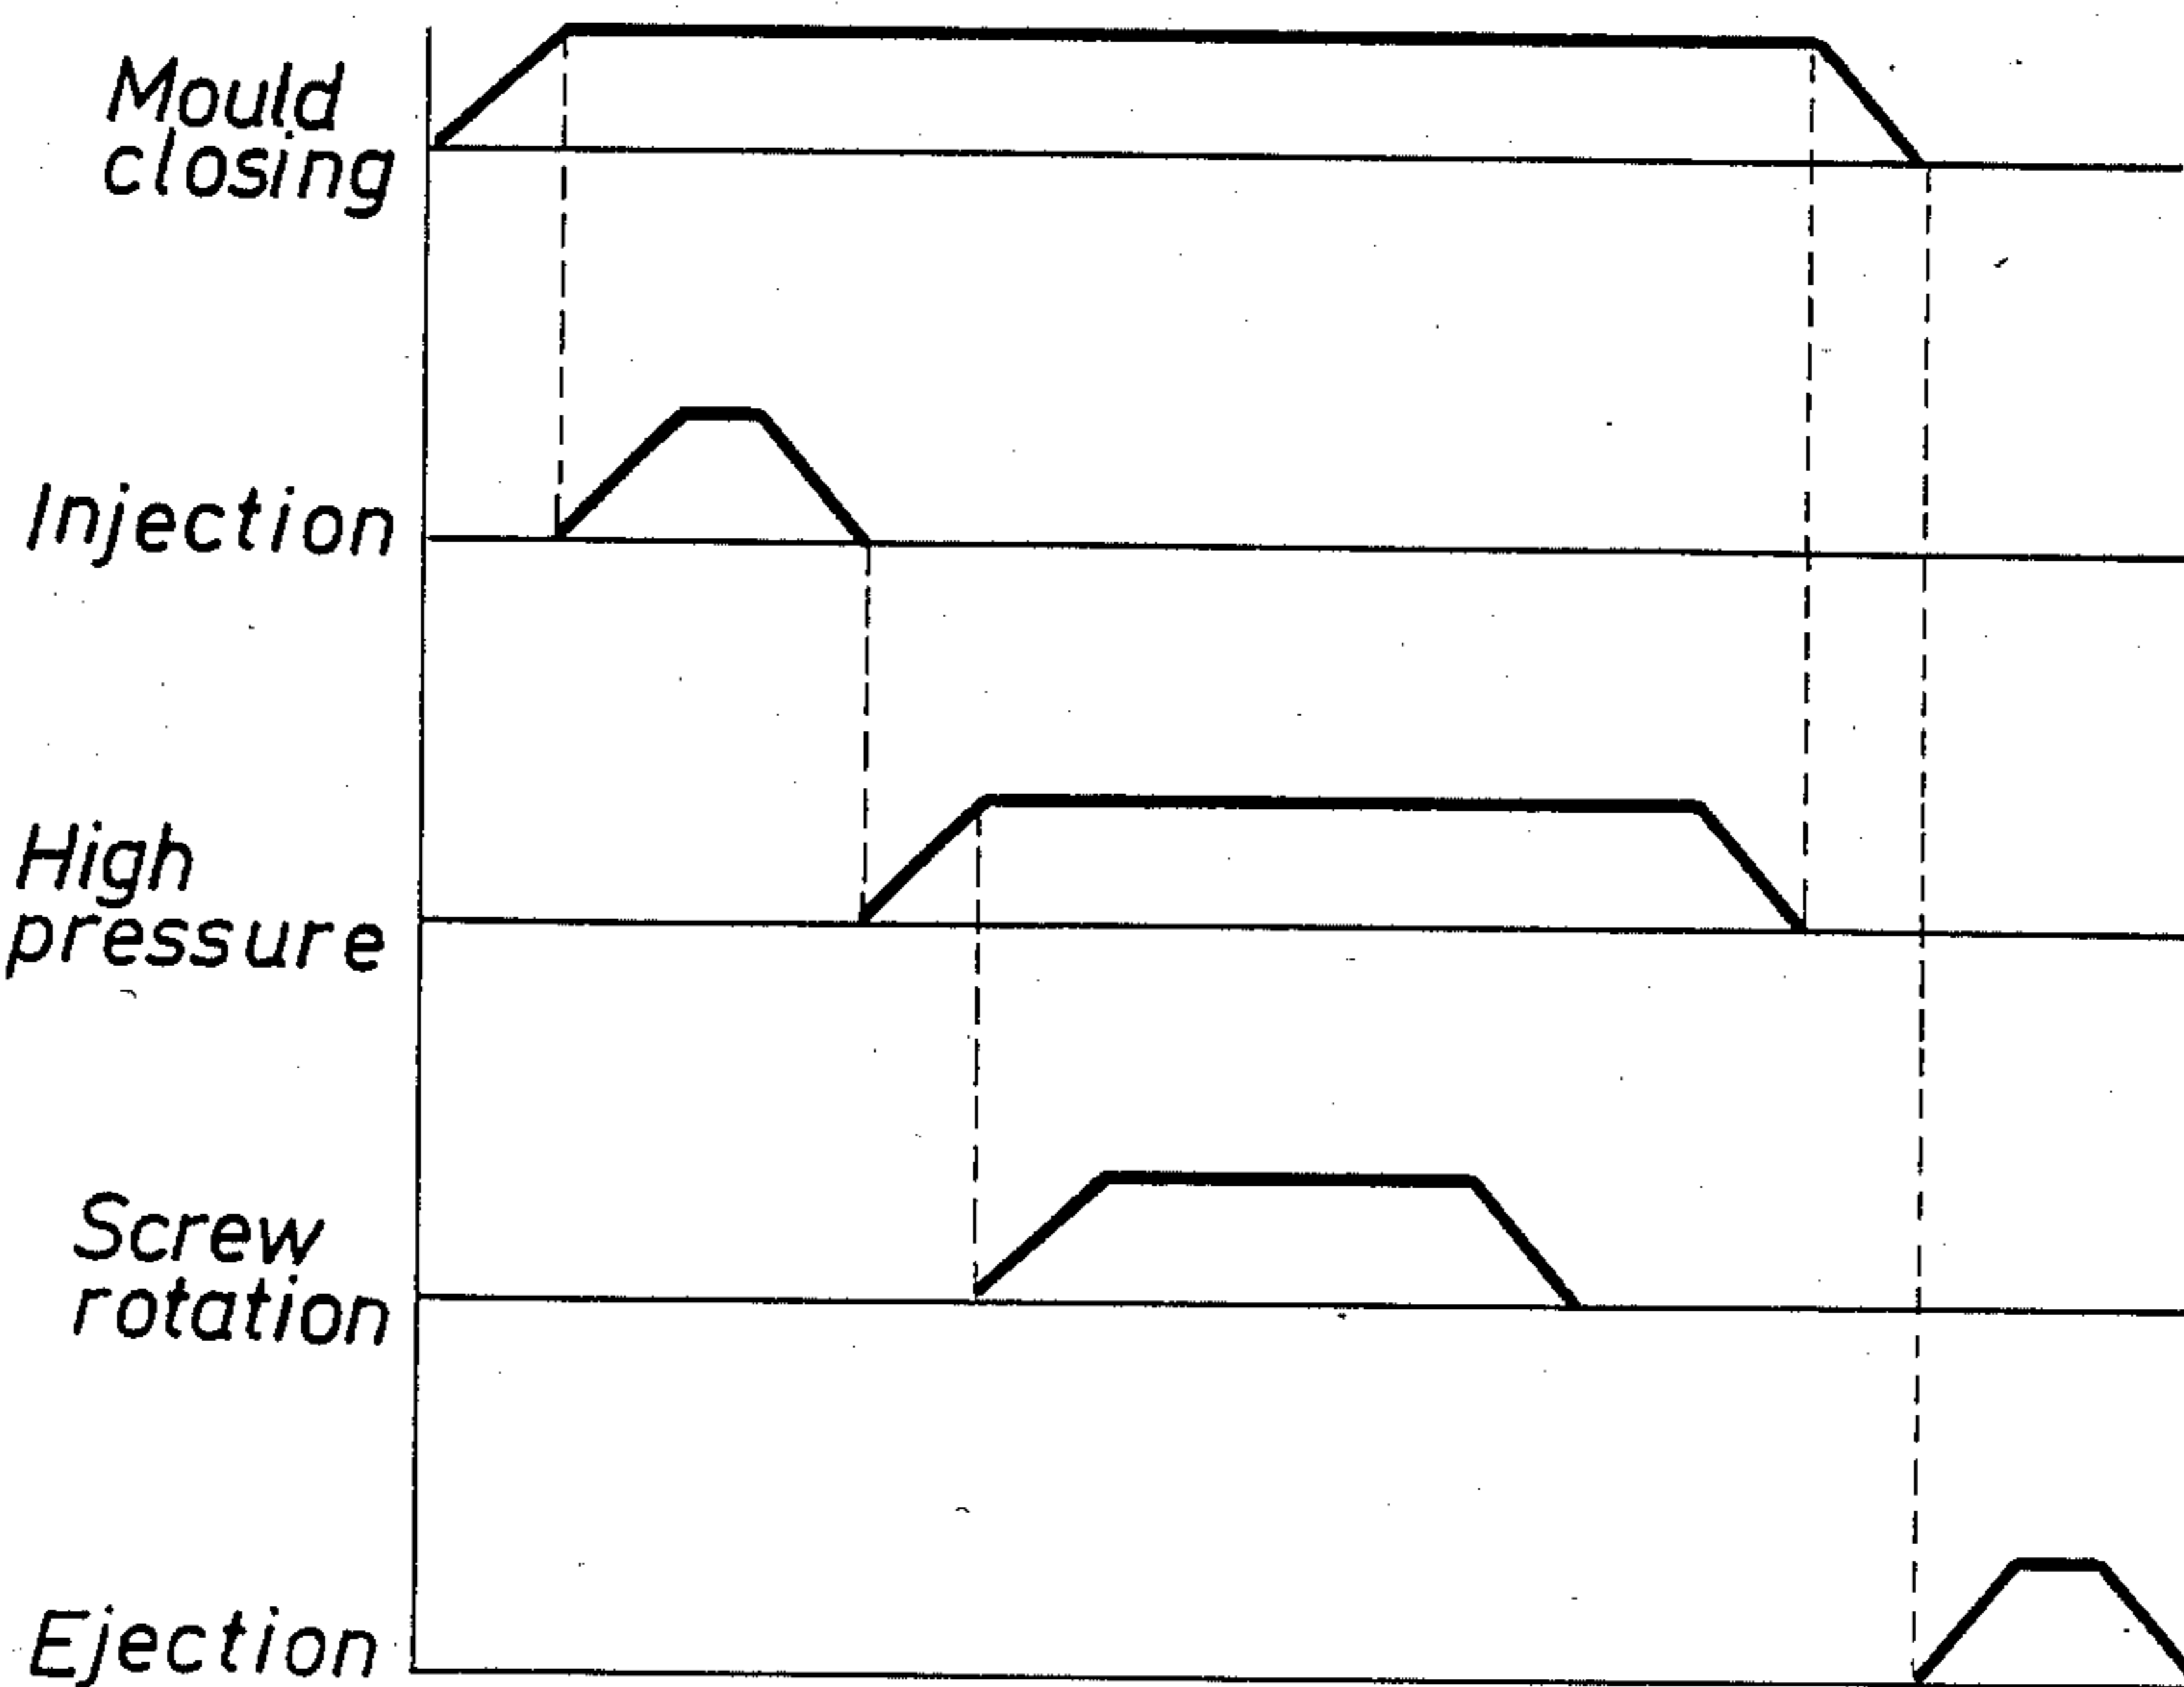 Mould
closing
Injection
High
pressure
Screw
rotation
Ejection